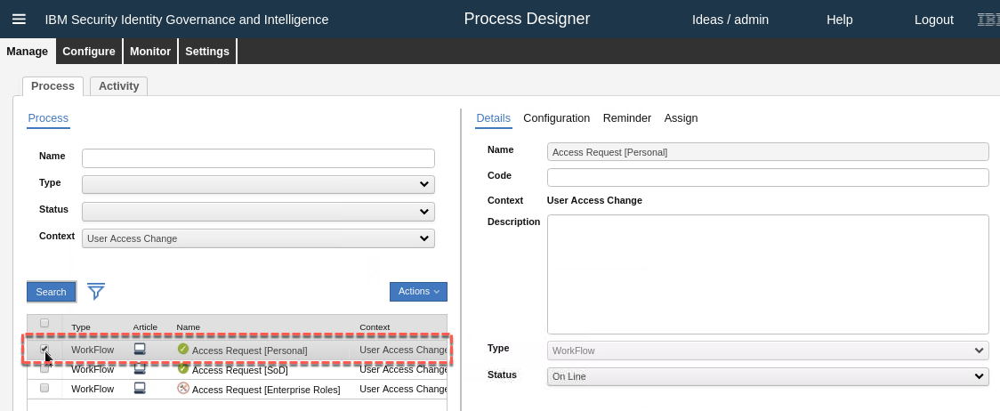 IBM Security Identity Governance and Intelligence Process Designer Ideas / admin Help Logout IBM
Manage Configure Monitor Settings
Process Activity
Process
Name
Type
Status
Context User Access Change
Search Actions
Type Article Name Context
WorkFlow Access Request [Personal] User Access Change
WorkFlow Access Request [SoD] User Access Change
WorkFlow Access Request [Enterprise Roles] User Access Change
Details Configuration Reminder Assign
Name Access Request [Personal]
Code
Context User Access Change
Description
Type WorkFlow
Status On Line